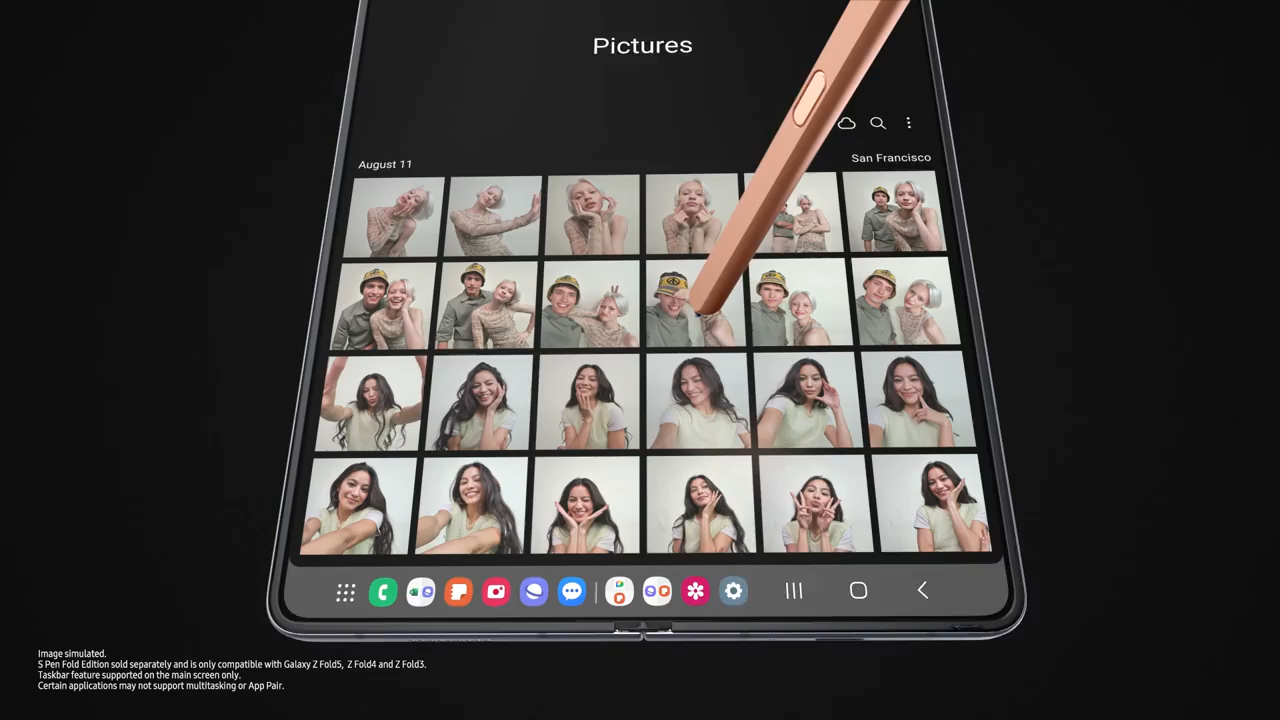 Pictures
August 11
San Francisco
Image simulated.
S Pen Fold Edition sold separately and is only compatible with Galaxy Z Fold5, Z Fold4 and Z Fold3.
Taskbar feature supported on the main screen only.
Certain applications may not support multitasking or App Pair.